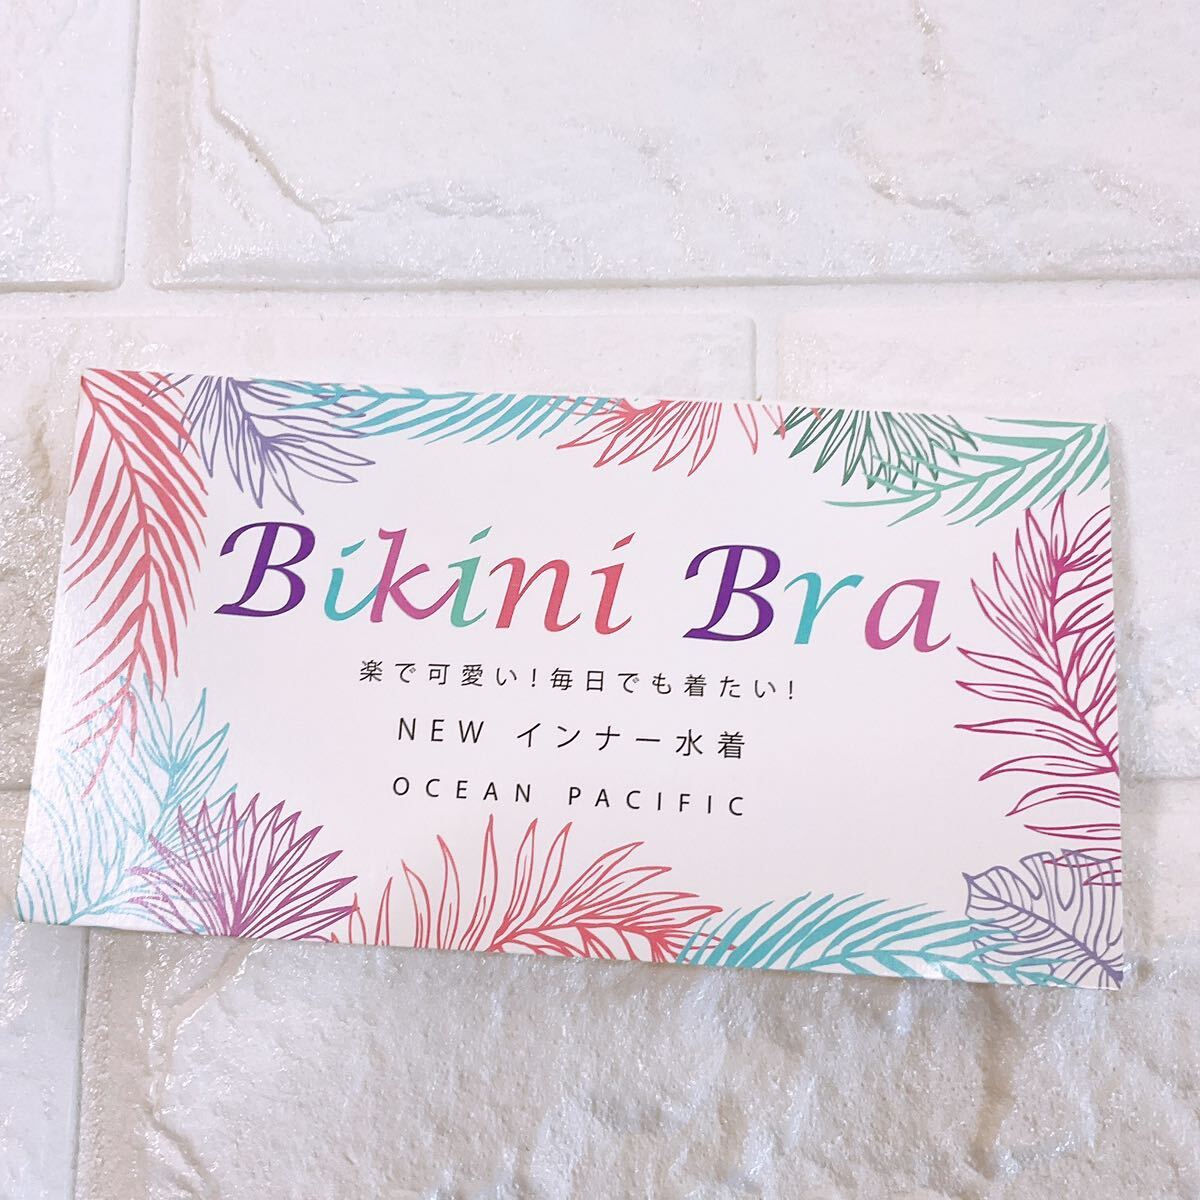 Bikini Bra
楽で可愛い!毎日でも着たい!
NEW インナー水着
OCEAN PACIFIC